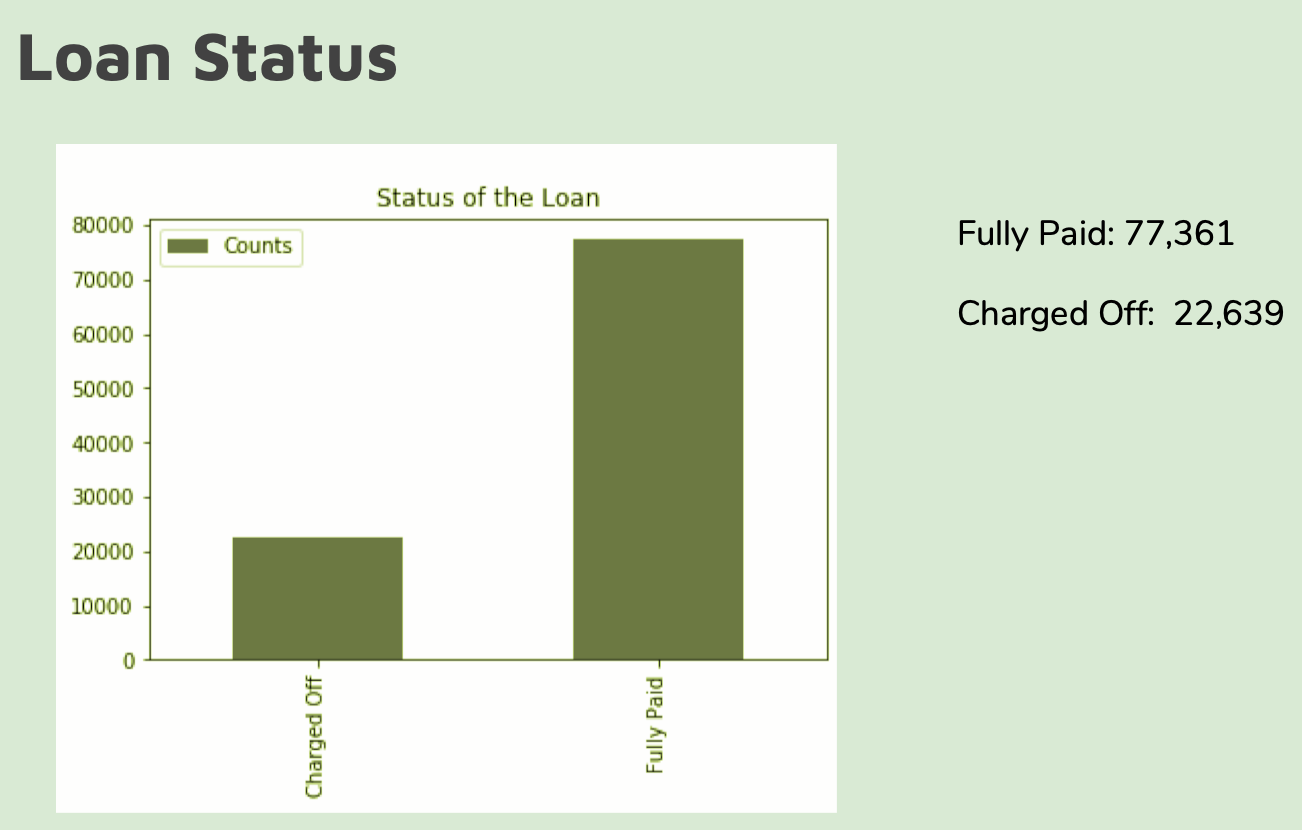 Loan Status
Status of the Loan
Counts
80000
70000
60000
50000
40000
30000
20000
10000
0
Charged Off
Fully Paid
Fully Paid: 77,361
Charged Off:  22,639